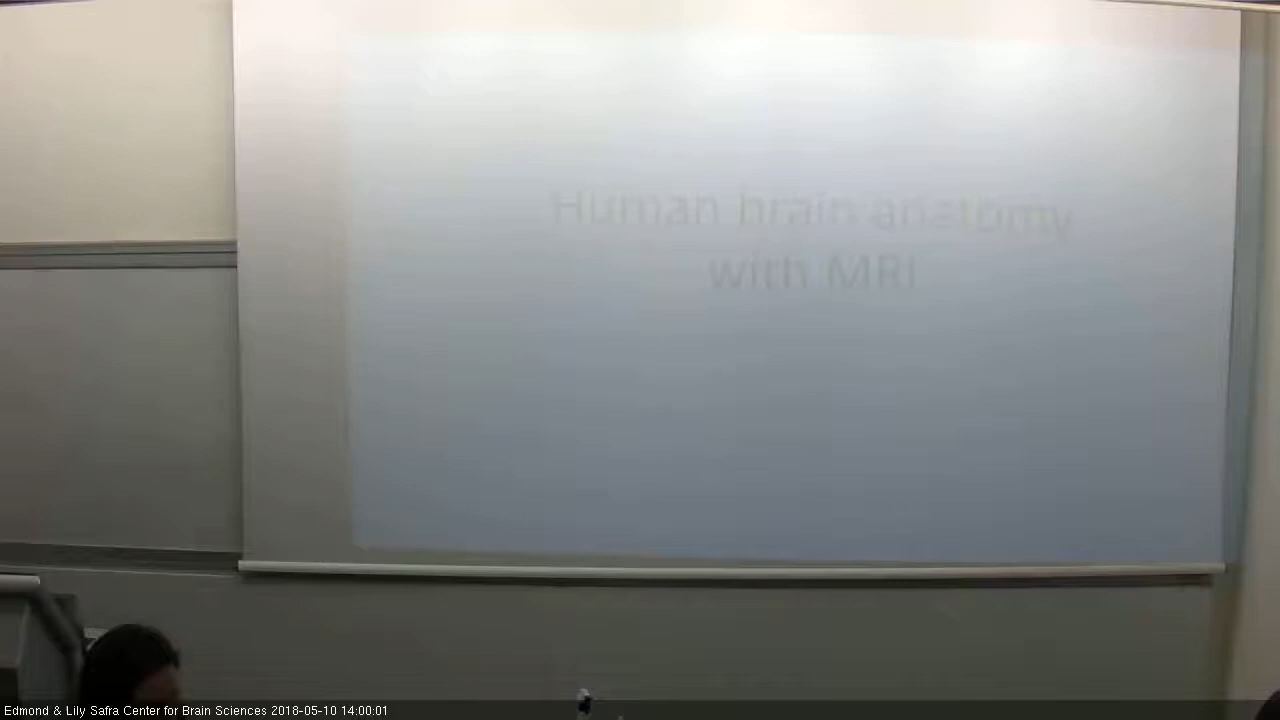 Human brain anatomy
with MRI
Edmond & Lily Safra Center for Brain Sciences 2018-05-10 14:00:01